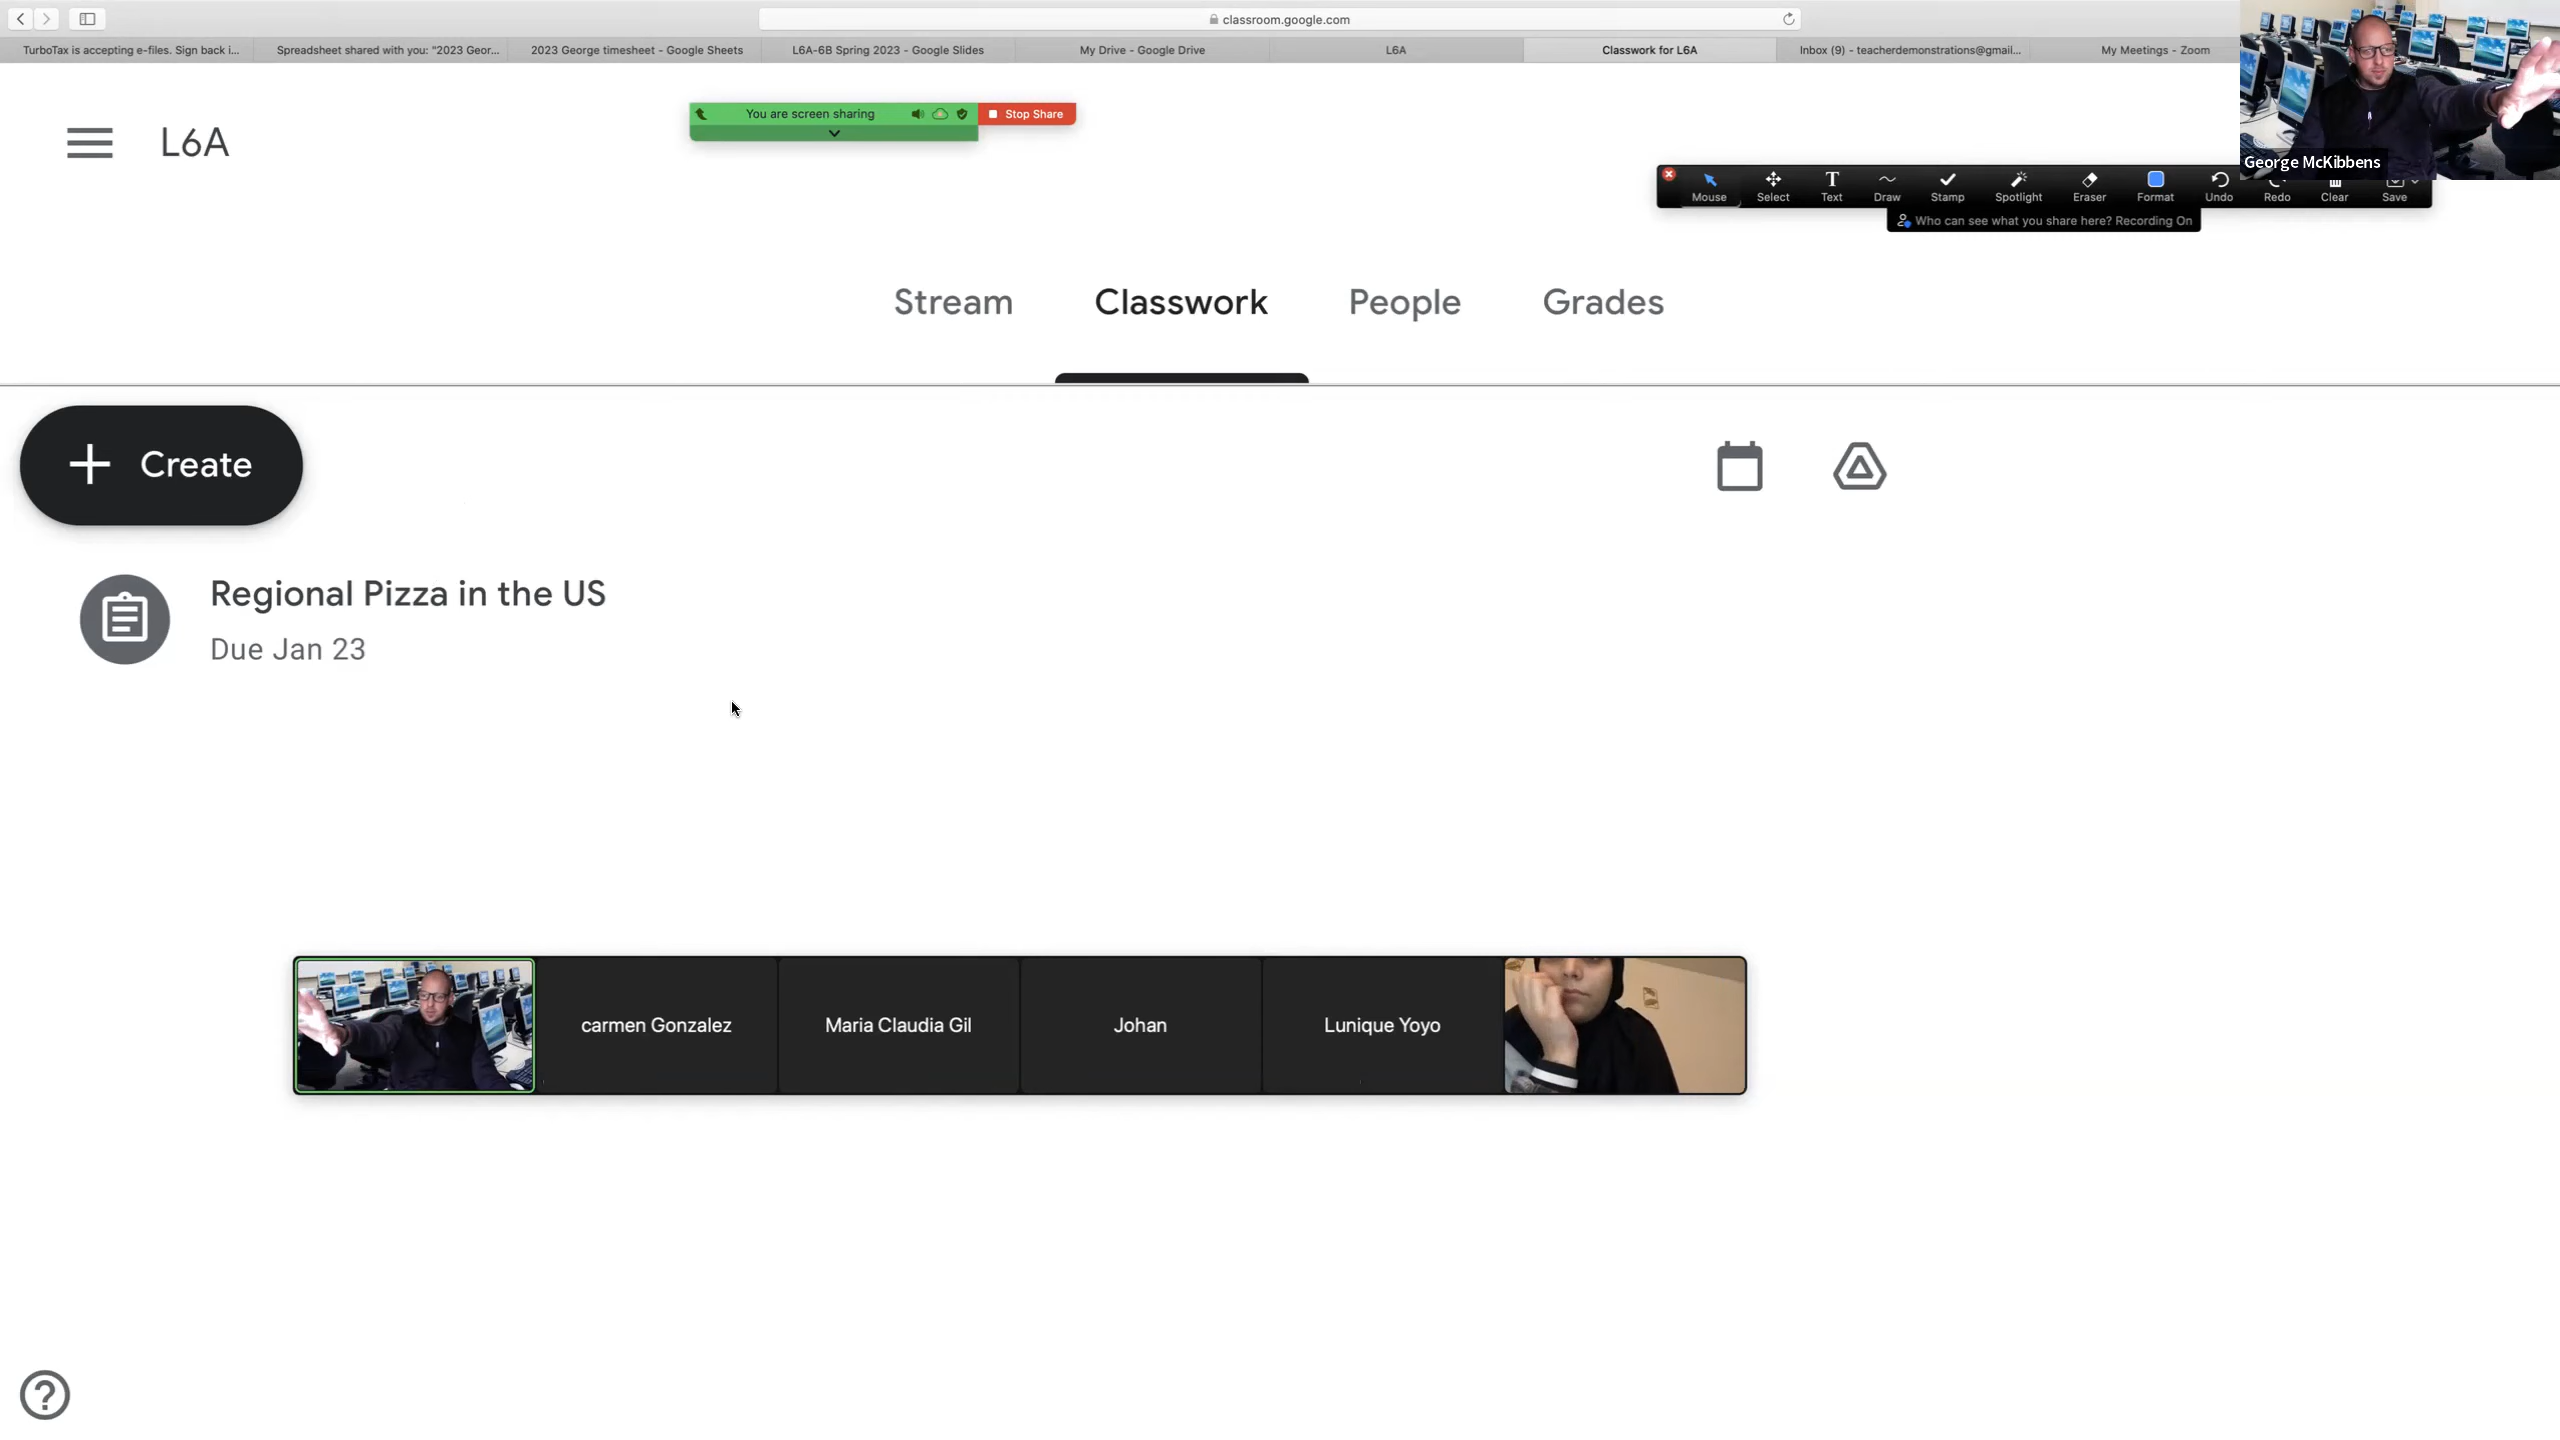 classroom.google.com
TurboTax is accepting e-files. Sign back i...
Spreadsheet shared with you: "2023 Geor...
2023 George timesheet - Google Sheets
L6A-6B Spring 2023 - Google Slides
My Drive - Google Drive
L6A
Classwork for L6A
Inbox (9) - teacherdemonstrations@gmail...
My Meetings - Zoom
L6A
You are screen sharing
Stop Share
George McKibbens
Mouse
Select
Text
Draw
Stamp
Spotlight
Eraser
Format
Undo
Redo
Clear
Save
Who can see what you share here? Recording On
Stream
Classwork
People
Grades
Create
Regional Pizza in the US
Due Jan 23
carmen Gonzalez
Maria Claudia Gil
Johan
Lunique Yoyo